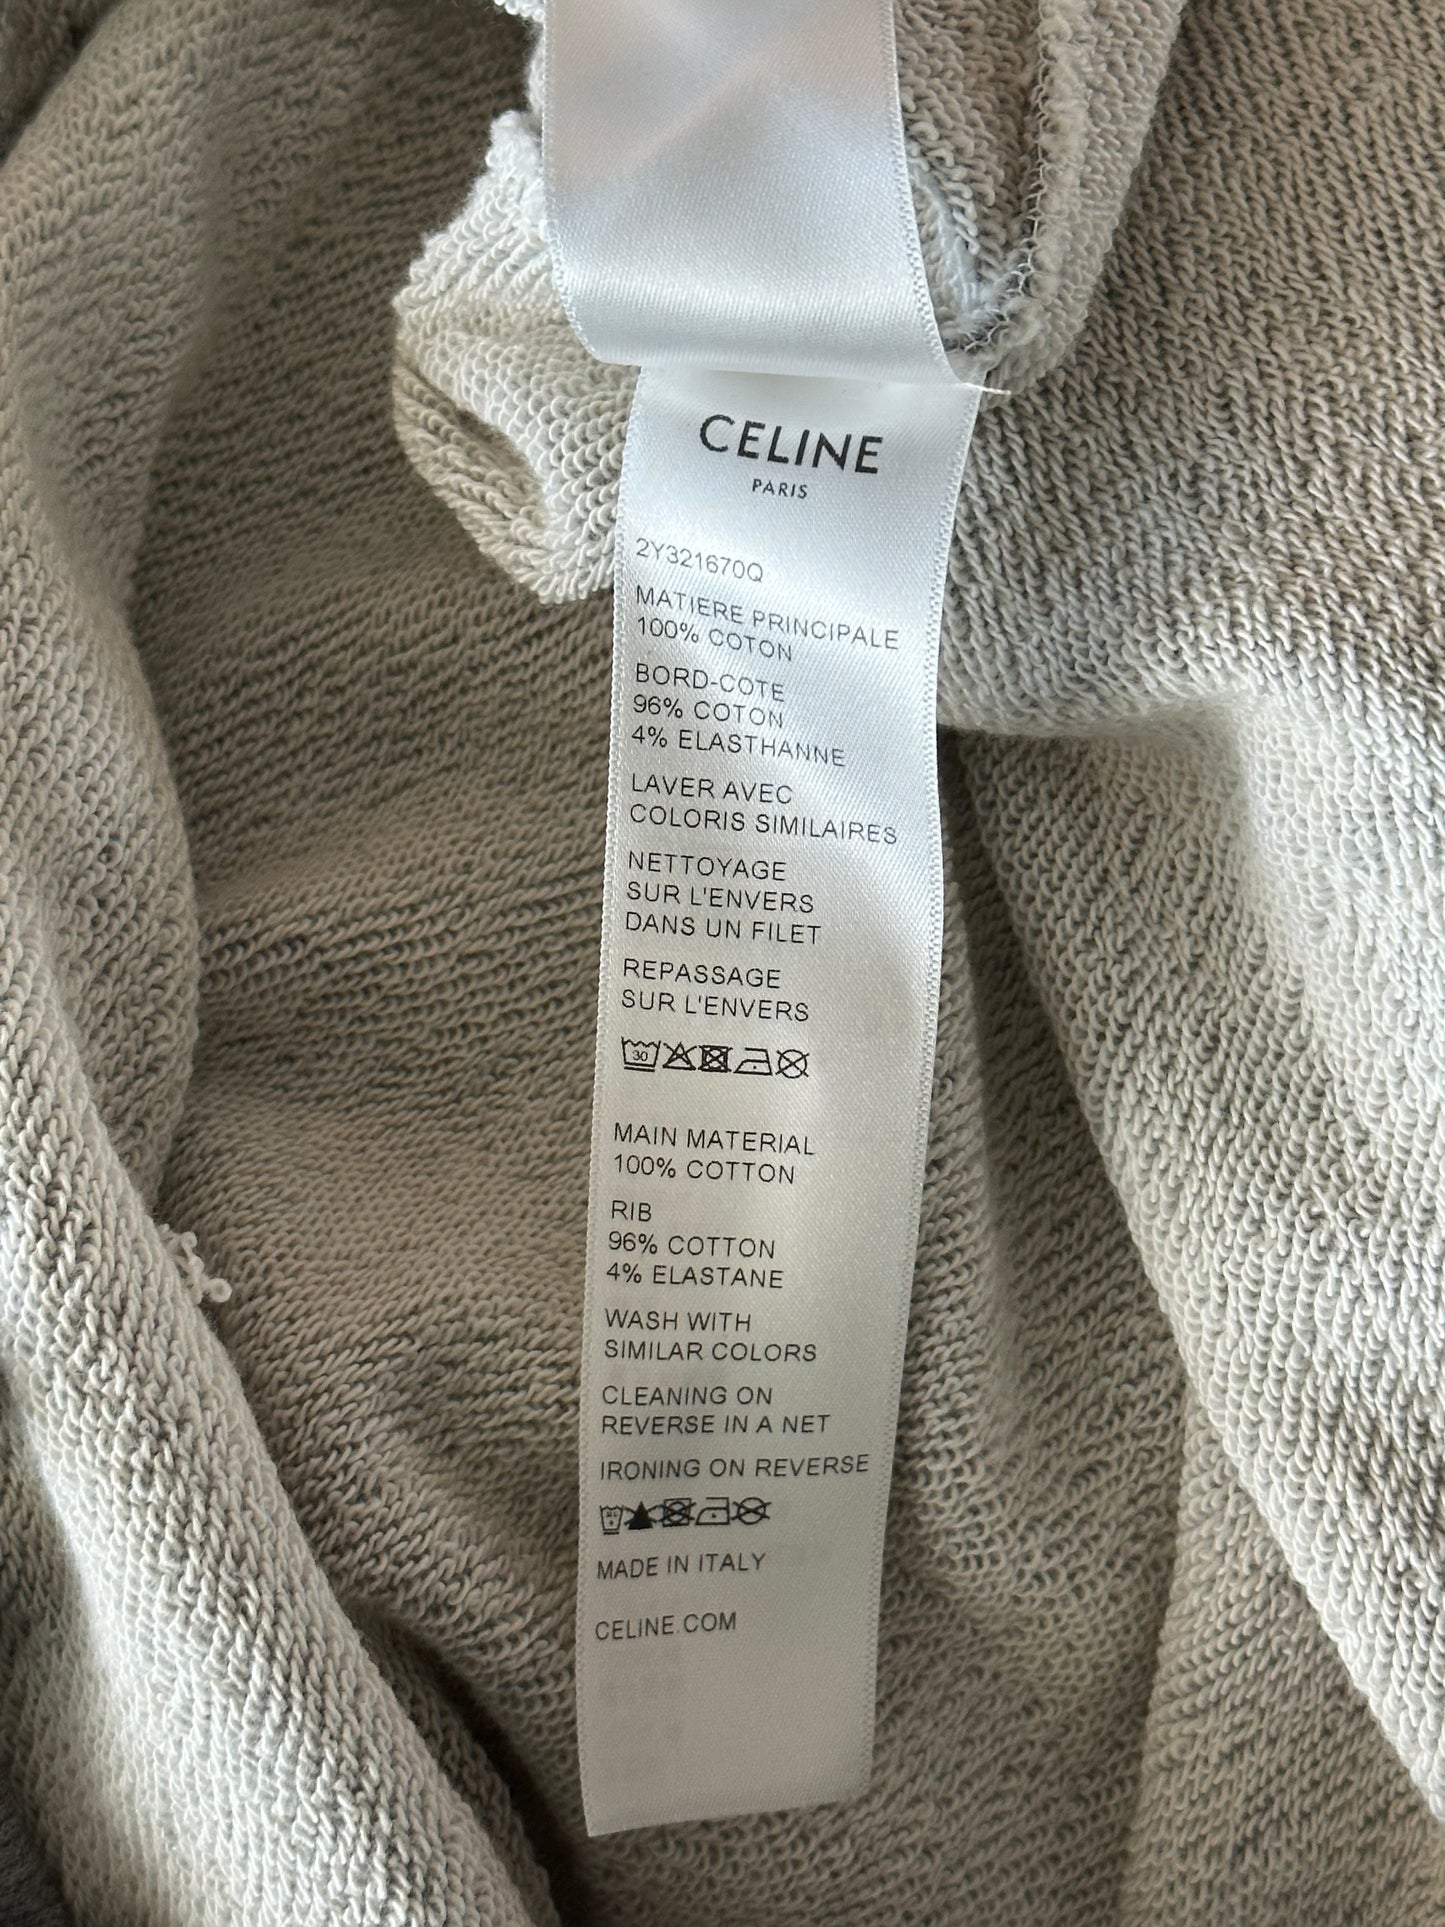 CELINE
PARIS
2Y321670Q
MATIERE PRINCIPALE
100% COTON
BORD-COTE
96% COTON
4% ELASTHANNE
LAVER AVEC
COLORIS SIMILAIRES
NETTOYAGE
SUR L'ENVERS
DANS UN FILET
REPASSAGE
SUR L'ENVERS
30
MAIN MATERIAL
100% COTTON
RIB
96% COTTON
4% ELASTANE
WASH WITH
SIMILAR COLORS
CLEANING ON
REVERSE IN A NET
IRONING ON REVERSE
MADE IN ITALY
CELINE.COM